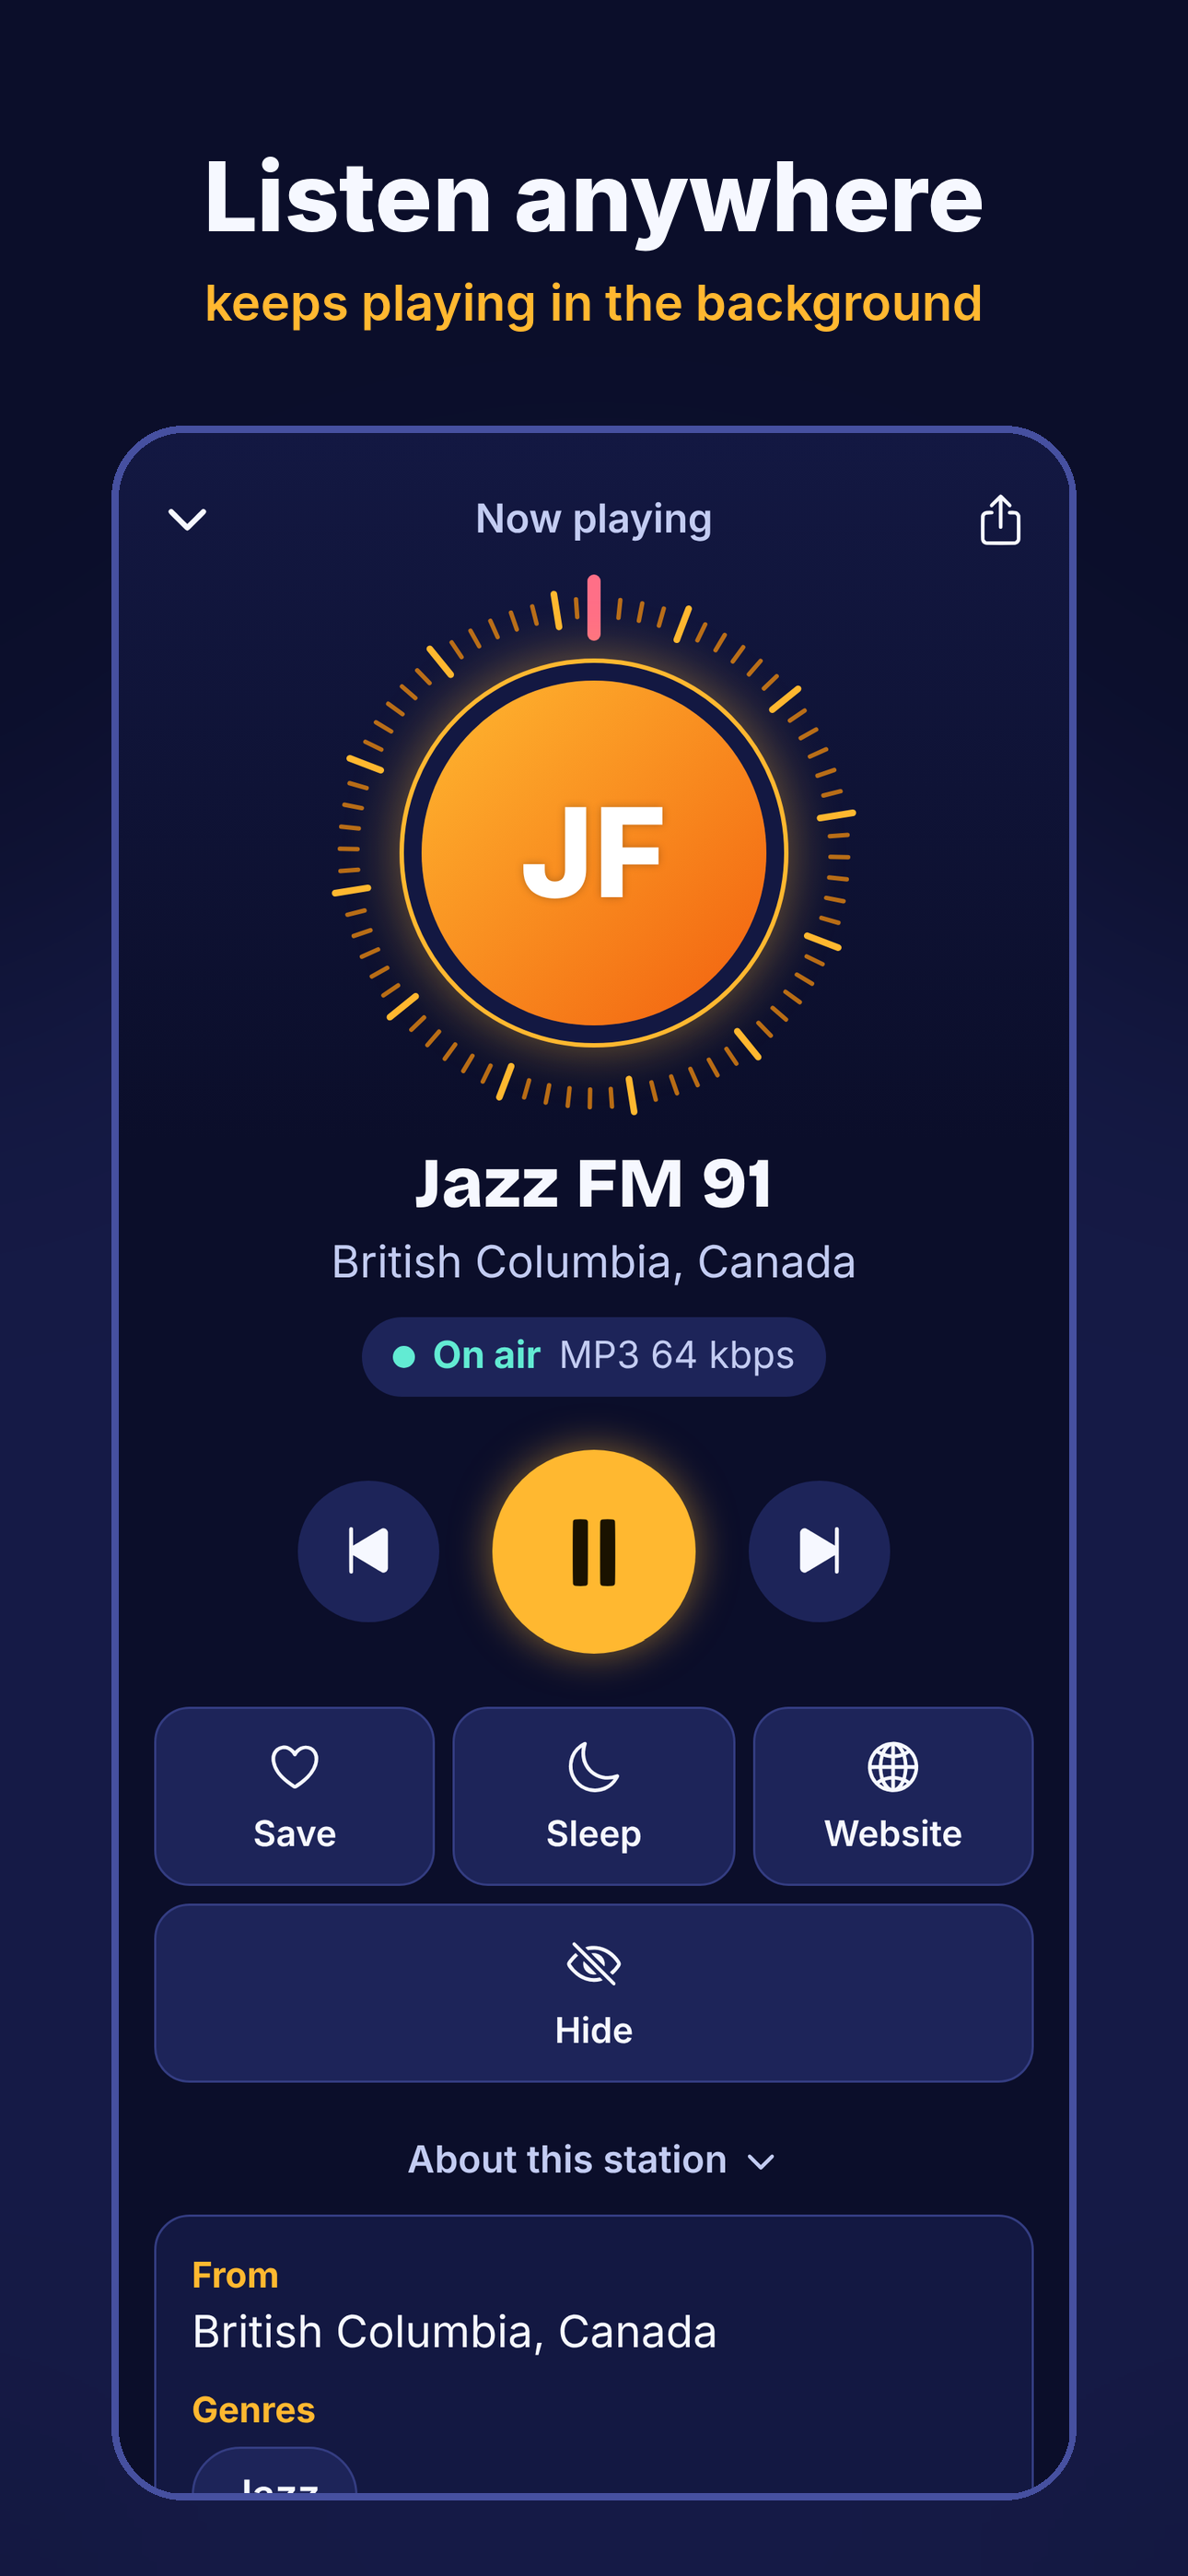 Listen anywhere
keeps playing in the background
Now playing
JF
Jazz FM 91
British Columbia, Canada
On air MP3 64 kbps
Save Sleep Website
Hide
About this station
From
British Columbia, Canada
Genres
Jazz